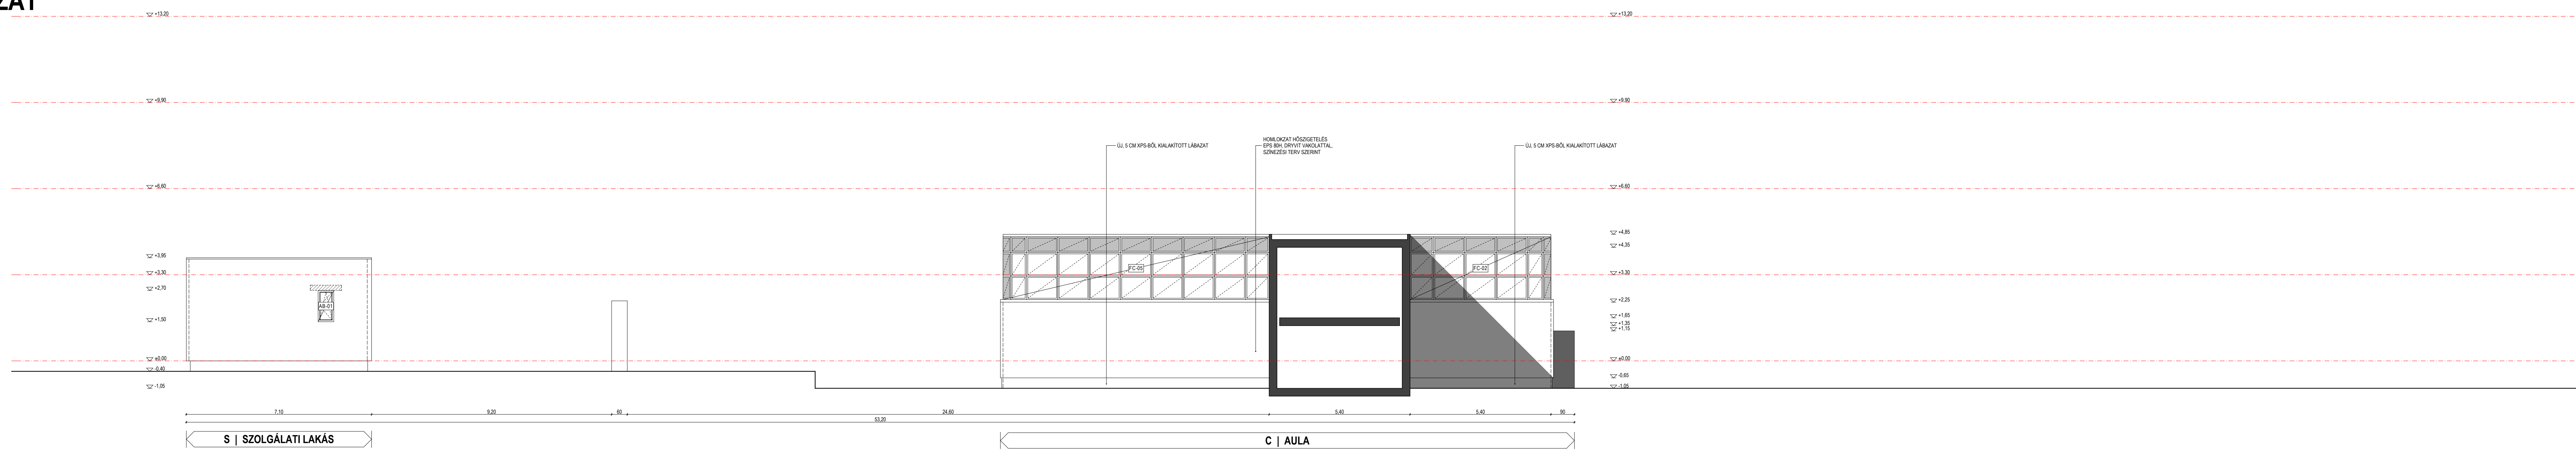 ZAT
+13,20
+13,20
+9,90
+9,90
HOMLOKZAT HŐSZIGETELÉS
EPS 80H, DRYVIT VAKOLATTAL,
SZÍNEZÉSI TERV SZERINT
ÚJ, 5 CM XPS-BŐL KIALAKÍTOTT LÁBAZAT
ÚJ, 5 CM XPS-BŐL KIALAKÍTOTT LÁBAZAT
+6,60
+6,60
+4,85
+4,35
+3,95
+3,30
+3,30
+2,70
FC-05
FC-02
AB-01
+2,25
+1,50
+1,65
+1,35
+1,15
±0,00
±0,00
-0,40
-0,65
-1,05
-1,05
7,10
9,20
60
24,60
5,40
5,40
90
53,20
S | SZOLGÁLATI LAKÁS
C | AULA